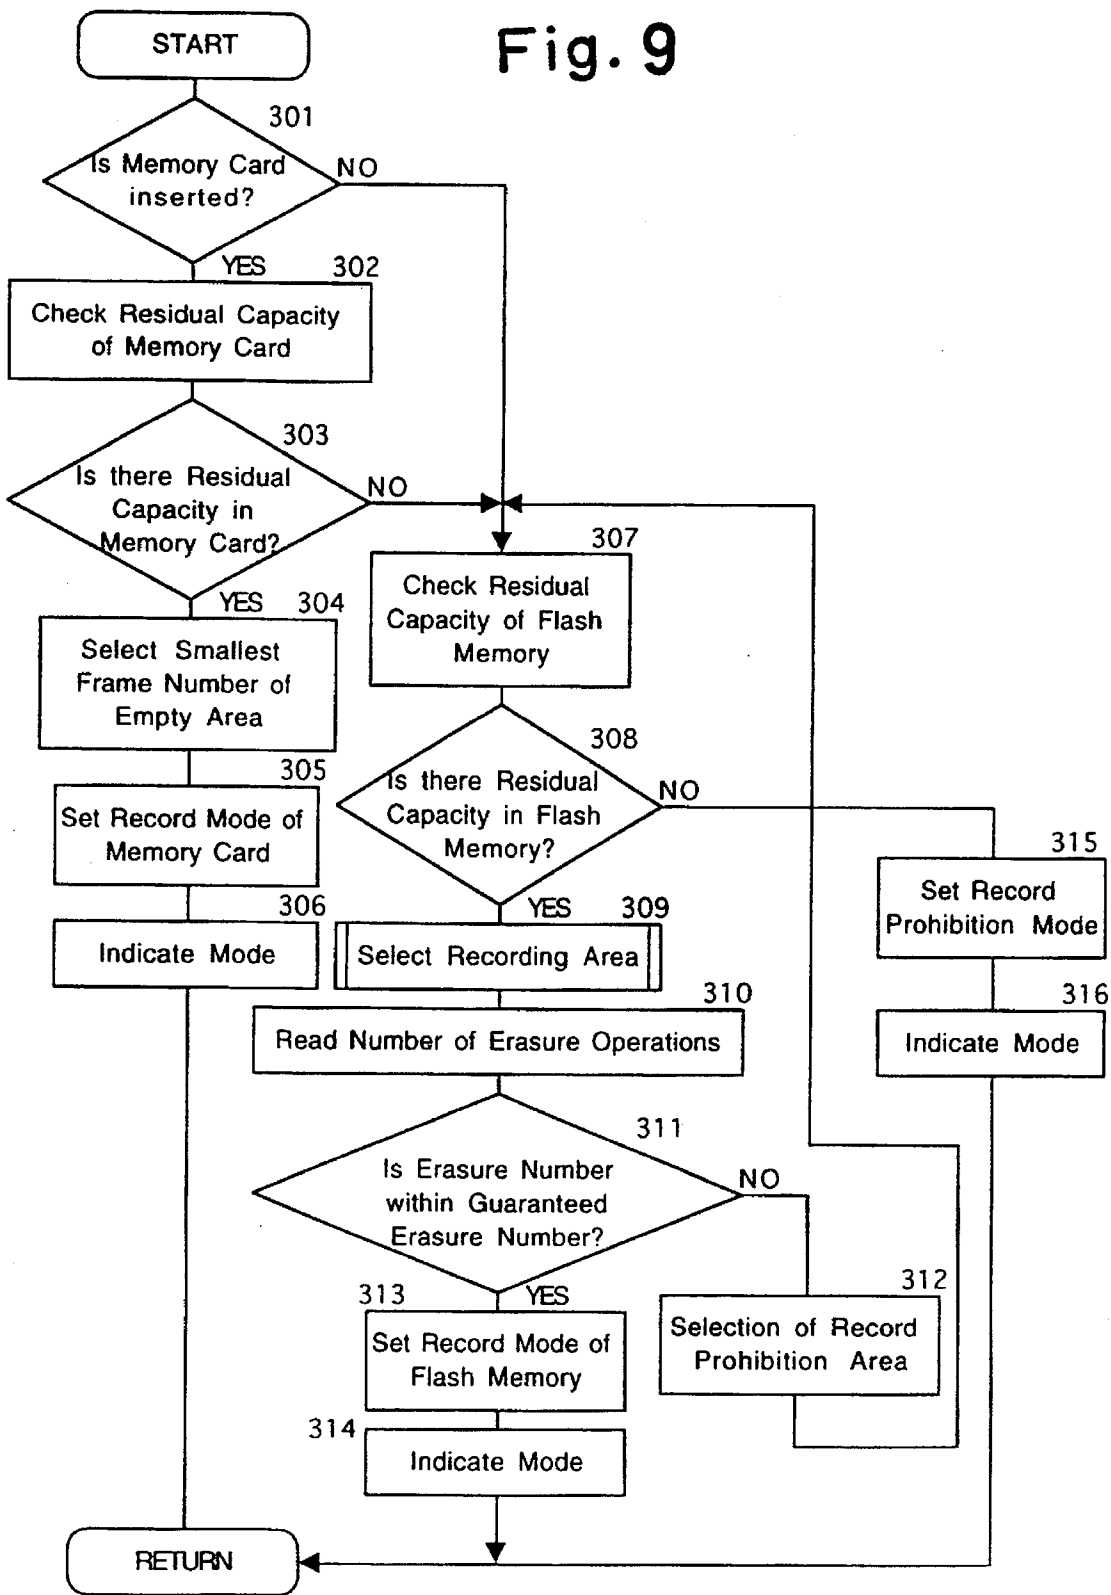 Fig. 9
START
301
Is Memory Card
inserted?
NO
YES
302
Check Residual Capacity
of Memory Card
303
Is there Residual
Capacity in
Memory Card?
NO
YES
304
Select Smallest
Frame Number of
Empty Area
305
Set Record Mode of
Memory Card
306
Indicate Mode
307
Check Residual
Capacity of Flash
Memory
308
Is there Residual
Capacity in Flash
Memory?
NO
YES
309
Select Recording Area
310
Read Number of Erasure Operations
311
Is Erasure Number
within Guaranteed
Erasure Number?
NO
YES
312
Selection of Record
Prohibition Area
313
Set Record Mode of
Flash Memory
314
Indicate Mode
315
Set Record
Prohibition Mode
316
Indicate Mode
RETURN